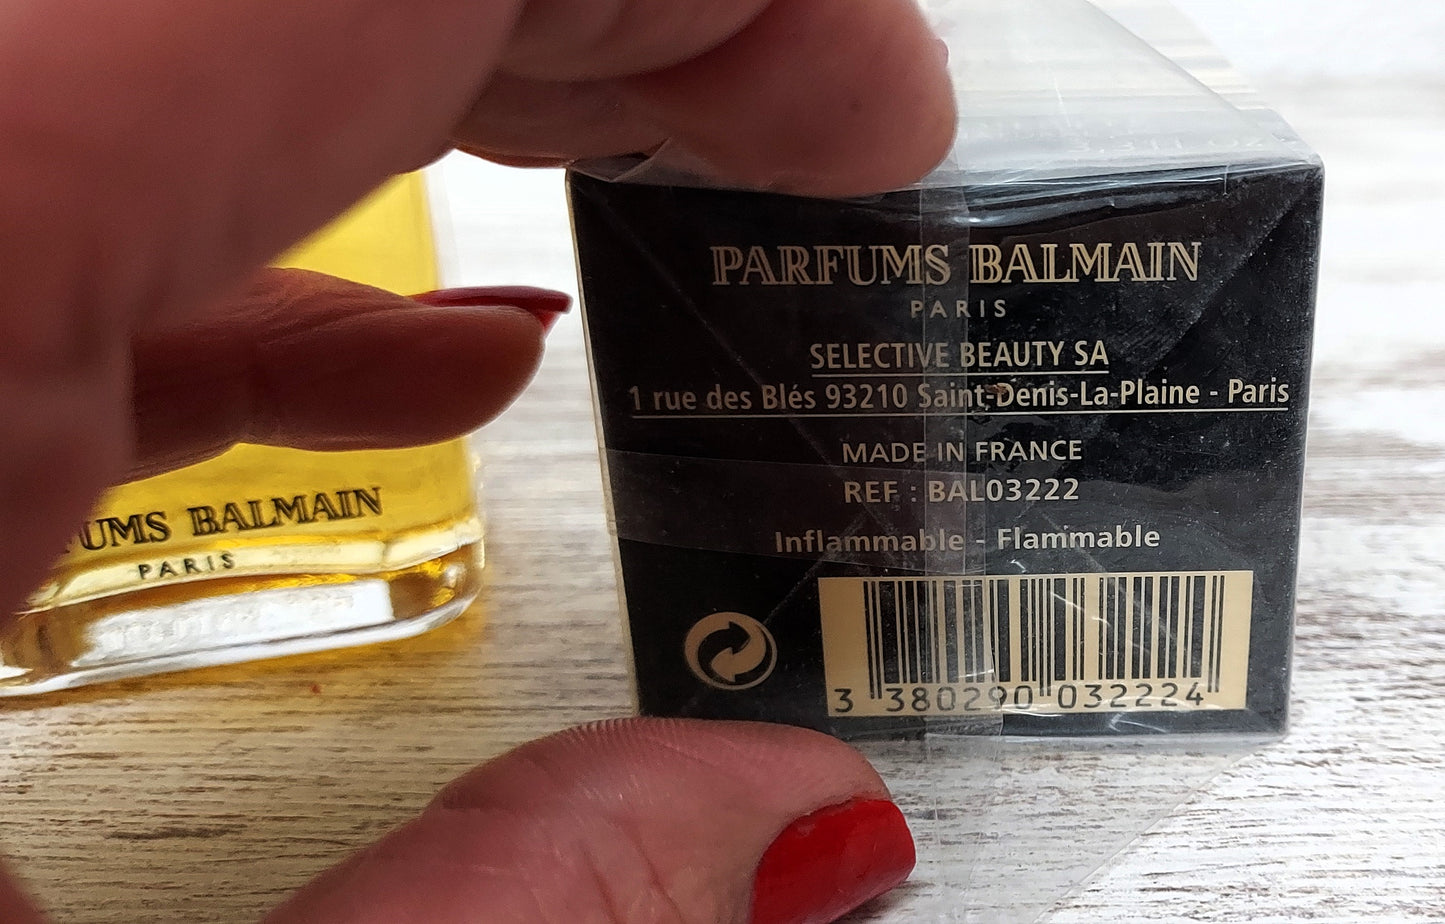 PARFUMS BALMAIN
PARIS
SELECTIVE BEAUTY SA
1 rue des Blés 93210 Saint-Denis-La-Plaine - Paris
MADE IN FRANCE
REF : BAL03222
Inflammable - Flammable
3 380290 032224
FUMS BALMAIN
PARIS